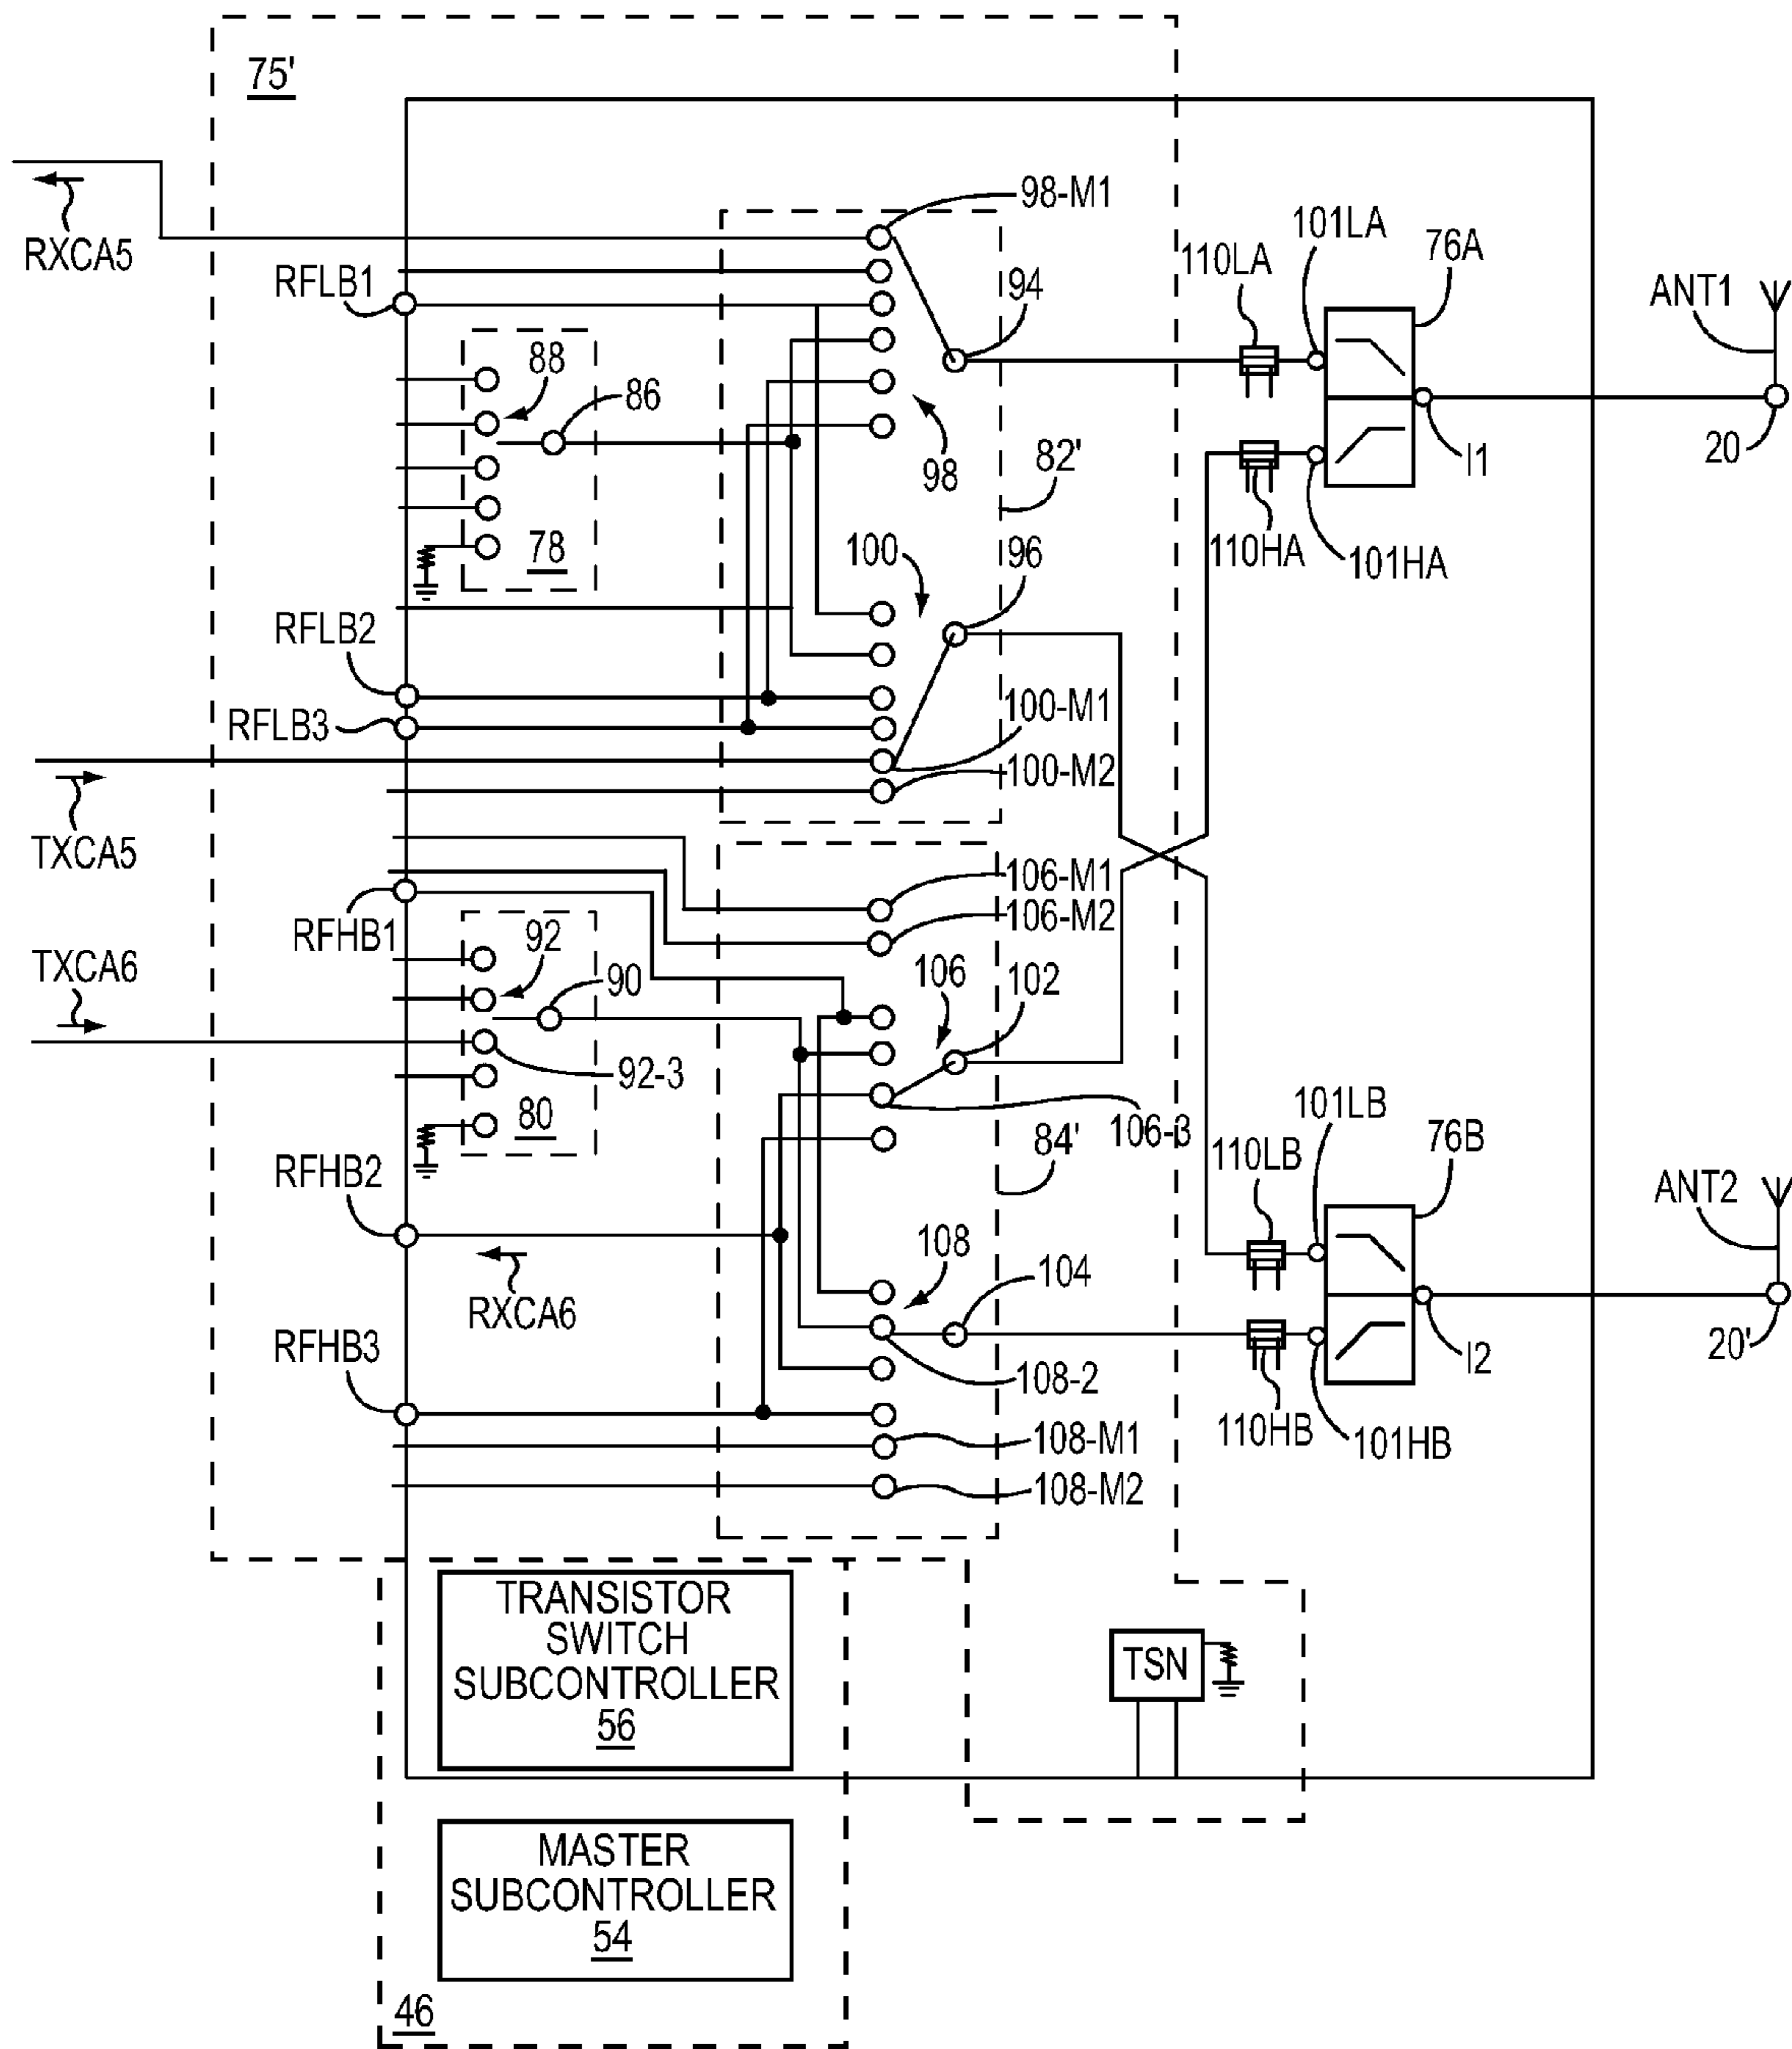 75'
98-M1
RXCA5
101LA
110LA
76A
94
ANT1
RFLB1
88
86
98
82'
I1
20
78
100
96
110HA
101HA
RFLB2
RFLB3
100-M1
100-M2
TXCA5
106-M1
106-M2
RFHB1
92
TXCA6
90
106
102
92-3
80
106-3
84'
101LB
110LB
76B
RFHB2
ANT2
108
104
RXCA6
RFHB3
I2
20'
108-2
110HB
101HB
108-M1
108-M2
TRANSISTOR
SWITCH
SUBCONTROLLER
56
TSN
MASTER
SUBCONTROLLER
54
46